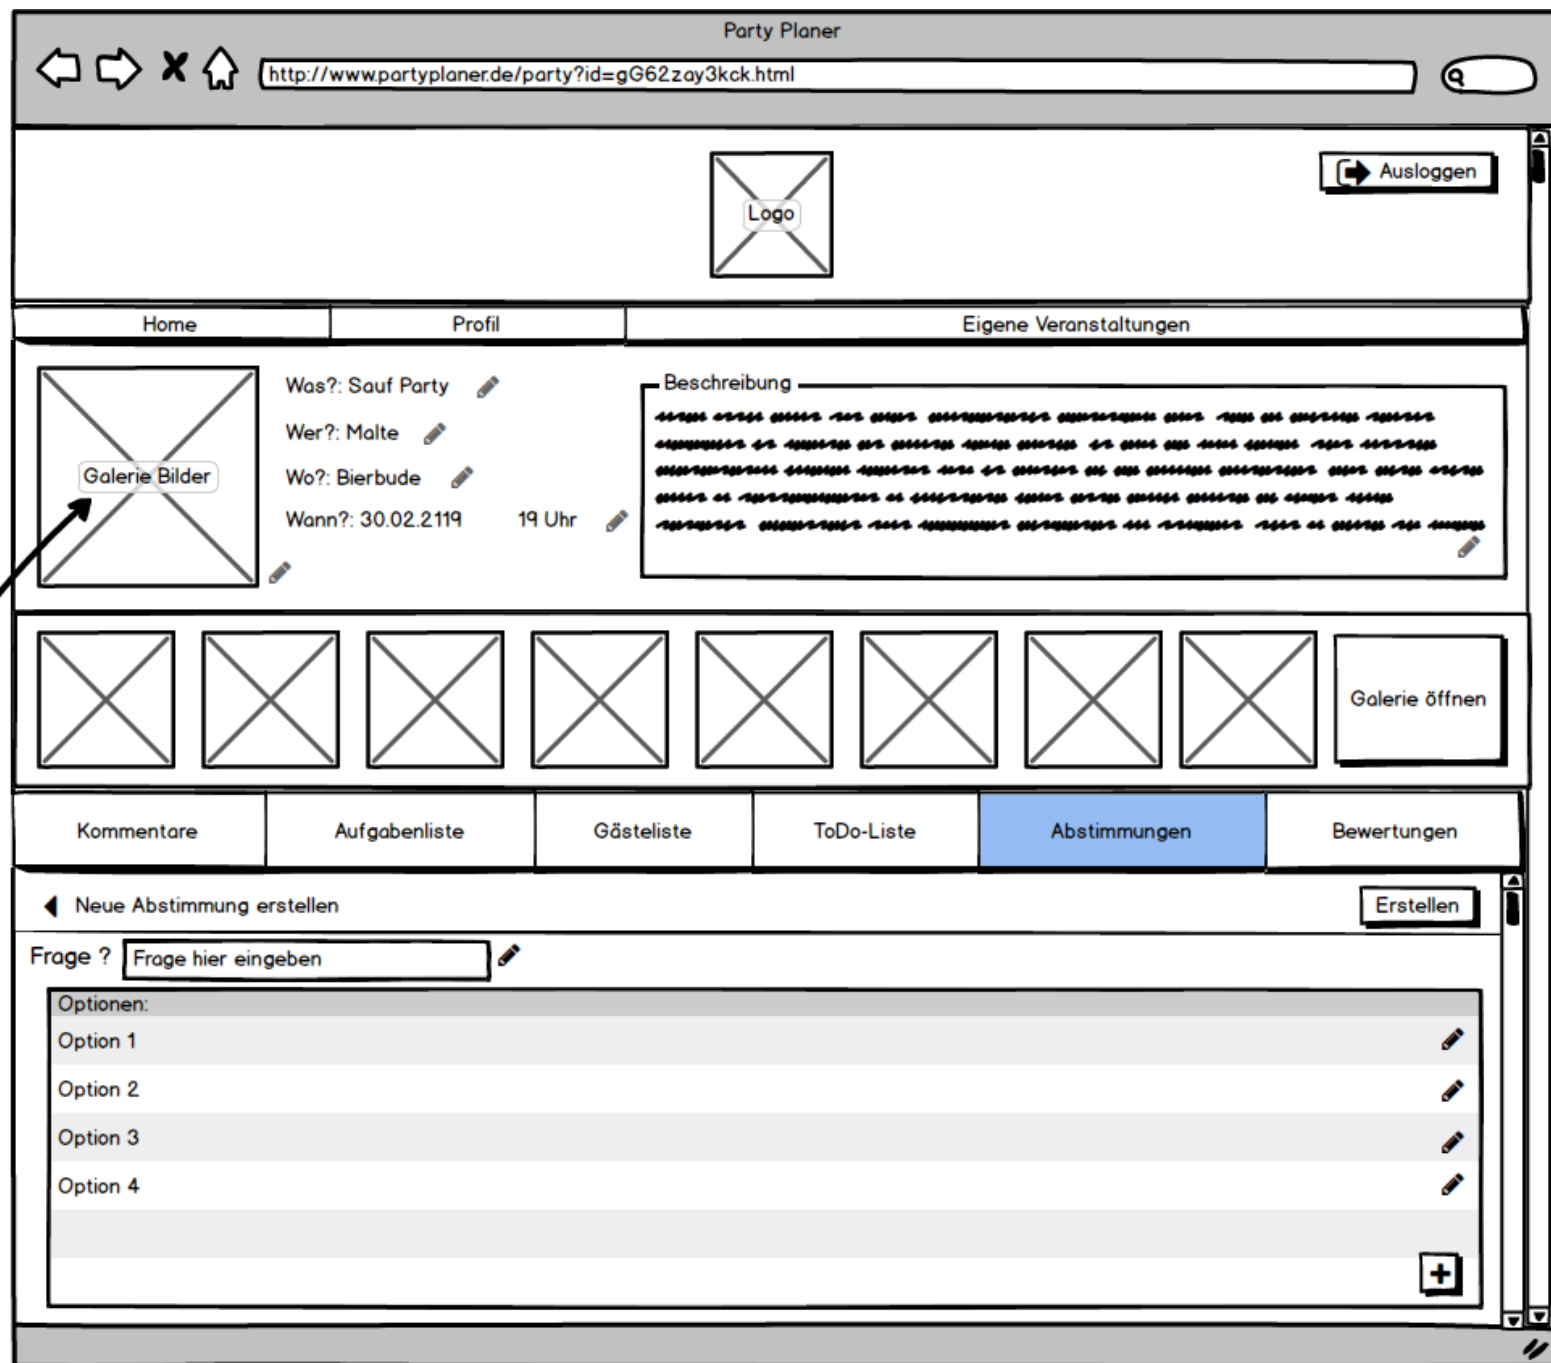 Party Planer
http://www.partyplaner.de/party?id=gG62zay3kck.html
Ausloggen
Logo
Home Profil Eigene Veranstaltungen
Galerie Bilder
Was?: Sauf Party
Wer?: Malte
Wo?: Bierbude
Wann?: 30.02.2119 19 Uhr
Beschreibung
Galerie öffnen
Kommentare Aufgabenliste Gästeliste ToDo-Liste Abstimmungen Bewertungen
Neue Abstimmung erstellen Erstellen
Frage ? Frage hier eingeben
Optionen:
Option 1
Option 2
Option 3
Option 4